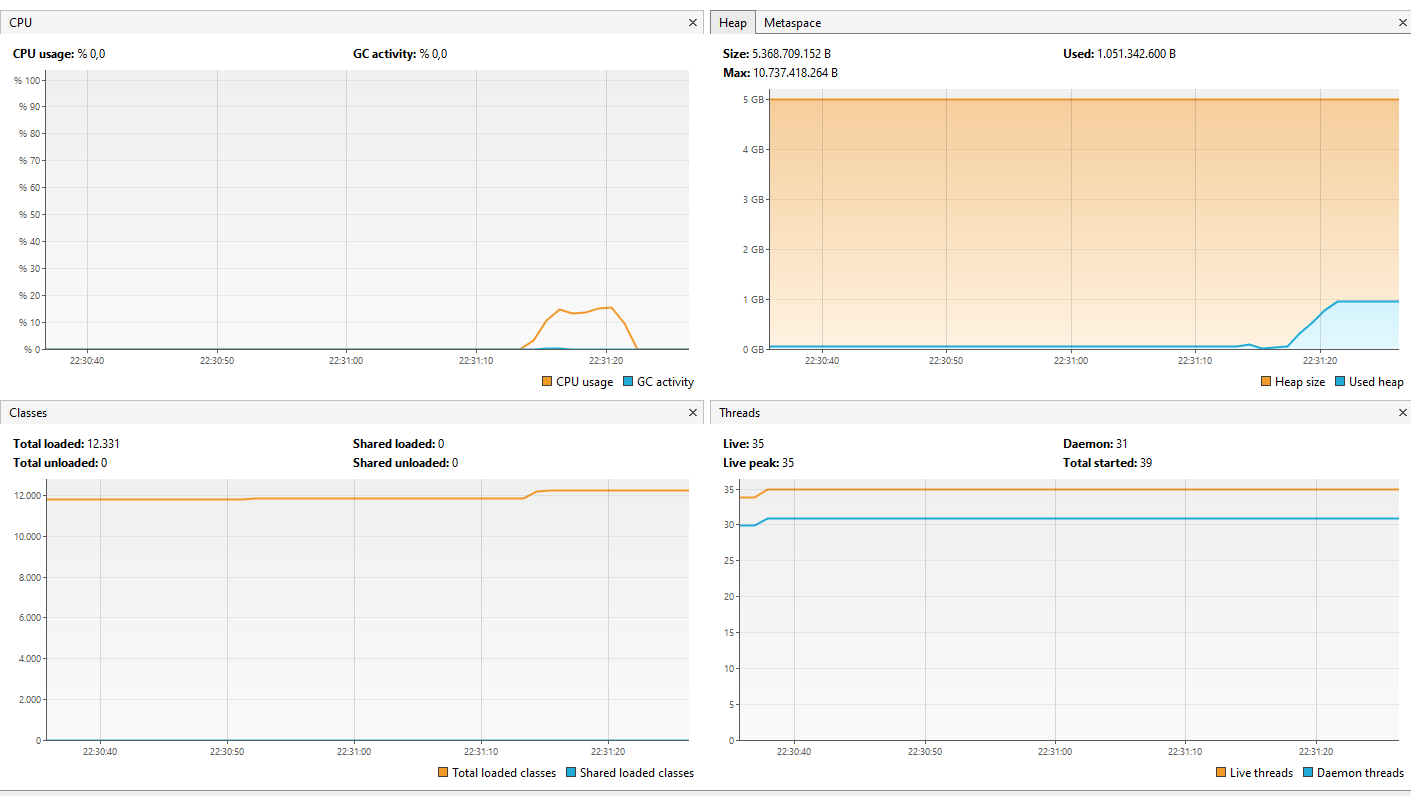 CPU
CPU usage: % 0,0 GC activity: % 0,0
% 100
% 90
% 80
% 70
% 60
% 50
% 40
% 30
% 20
% 10
% 0
22:30:40 22:30:50 22:31:00 22:31:10 22:31:20
CPU usage GC activity
Heap Metaspace
Size: 5.368.709.152 B Used: 1.051.342.600 B
Max: 10.737.418.264 B
5 GB
4 GB
3 GB
2 GB
1 GB
0 GB
22:30:40 22:30:50 22:31:00 22:31:10 22:31:20
Heap size Used heap
Classes
Total loaded: 12.331 Shared loaded: 0
Total unloaded: 0 Shared unloaded: 0
12.000
10.000
8.000
6.000
4.000
2.000
0
22:30:40 22:30:50 22:31:00 22:31:10 22:31:20
Total loaded classes Shared loaded classes
Threads
Live: 35 Daemon: 31
Live peak: 35 Total started: 39
35
30
25
20
15
10
5
0
22:30:40 22:30:50 22:31:00 22:31:10 22:31:20
Live threads Daemon threads